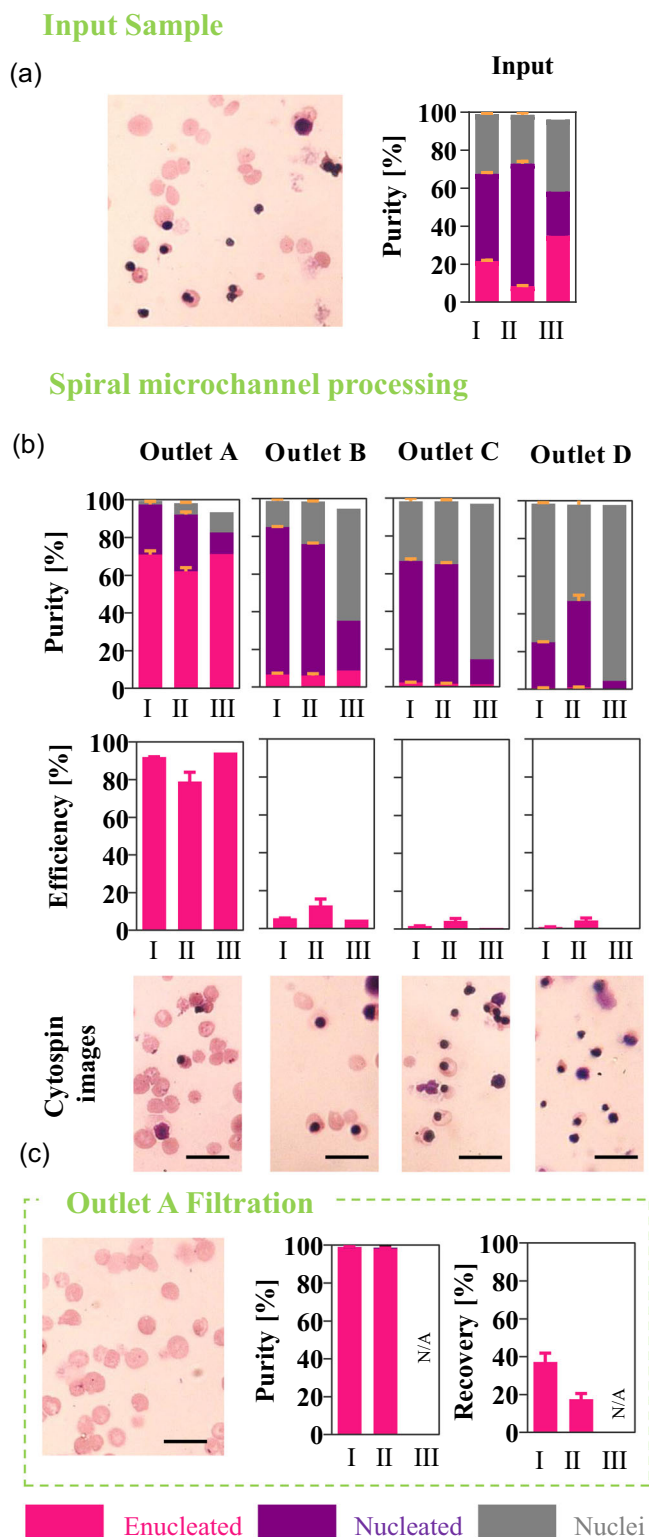 Input Sample
(a)
Input
Purity [%]
100
80
60
40
20
0
I II III
Spiral microchannel processing
(b)
Outlet A Outlet B Outlet C Outlet D
Purity [%]
100
80
60
40
20
0
I II III I II III I II III I II III
Efficiency [%]
100
80
60
40
20
0
I II III I II III I II III I II III
Cytospin
images
(c)
Outlet A Filtration
Purity [%]
100
80
60
40
20
0
N/A
I II III
Recovery [%]
100
80
60
40
20
0
N/A
I II III
Enucleated Nucleated Nuclei